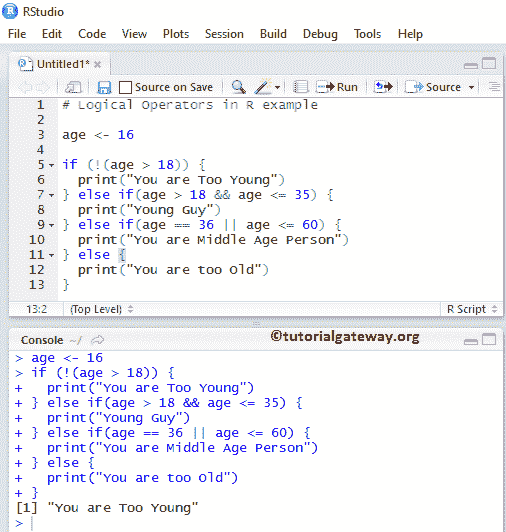 RStudio
File Edit Code View Plots Session Build Debug Tools Help
Untitled1*
Source on Save Run Source
1 # Logical Operators in R example
2
3 age <- 16
4
5 if (!(age > 18)) {
6 print("You are Too Young")
7 } else if(age > 18 && age <= 35) {
8 print("Young Guy")
9 } else if(age == 36 || age <= 60) {
10 print("You are Middle Age Person")
11 } else {
12 print("You are too Old")
13 }
13:2 (Top Level) R Script
©tutorialgateway.org
Console ~/
> age <- 16
> if (!(age > 18)) {
+ print("You are Too Young")
+ } else if(age > 18 && age <= 35) {
+ print("Young Guy")
+ } else if(age == 36 || age <= 60) {
+ print("You are Middle Age Person")
+ } else {
+ print("You are too Old")
+ }
[1] "You are Too Young"
>